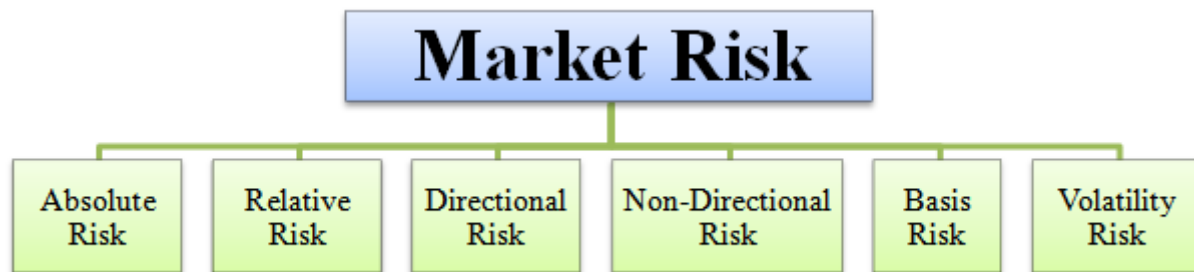 Market Risk
Absolute
Risk
Relative
Risk
Directional
Risk
Non-Directional
Risk
Basis
Risk
Volatility
Risk